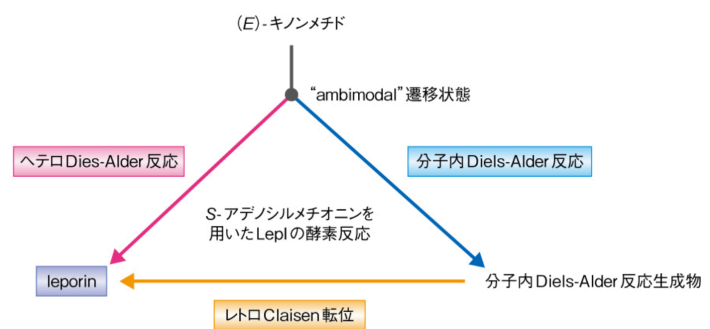 (E)-キノンメチド
"ambimodal"遷移状態
ヘテロDies-Alder反応
分子内Diels-Alder反応
S-アデノシルメチオニンを
用いたLepIの酵素反応
leporin
分子内Diels-Alder反応生成物
レトロClaisen転位